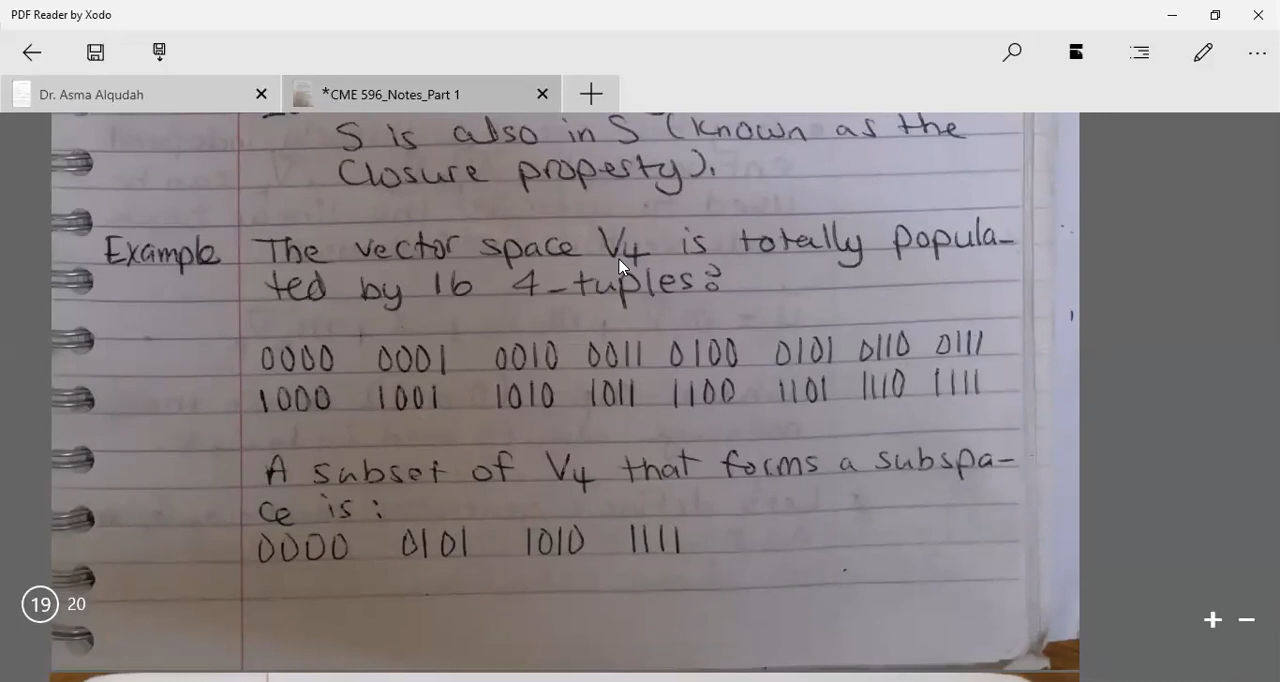 PDF Reader by Xodo
Dr. Asma Alqudah
*CME 596_Notes_Part 1
S is also in S (known as the
Closure property).
Example The vector space V4 is totally popula-
ted by 16 4-tuples:
0000 0001 0010 0011 0100 0101 0110 0111
1000 1001 1010 1011 1100 1101 1110 1111
A subset of V4 that forms a subspa-
ce is:
0000 0101 1010 1111
19 20